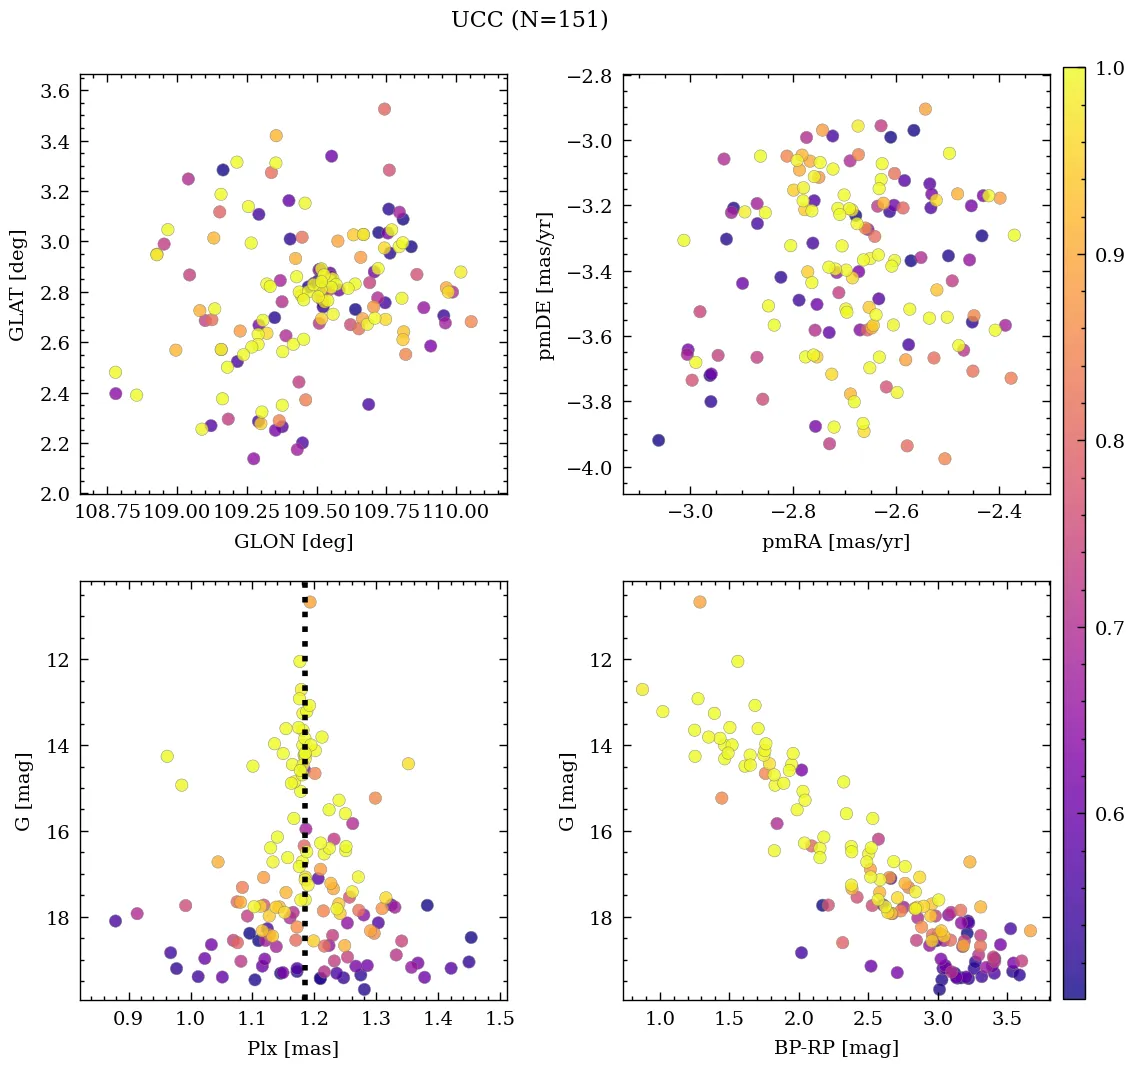 UCC (N=151)
3.6
3.4
3.2
3.0
2.8
2.6
2.4
2.2
2.0
GLAT [deg]
108.75 109.00 109.25 109.50 109.75 110.00
GLON [deg]
−2.8
−3.0
−3.2
−3.4
−3.6
−3.8
−4.0
pmDE [mas/yr]
−3.0 −2.8 −2.6 −2.4
pmRA [mas/yr]
1.0
0.9
0.8
0.7
0.6
12
14
16
18
G [mag]
0.9 1.0 1.1 1.2 1.3 1.4 1.5
Plx [mas]
12
14
16
18
G [mag]
1.0 1.5 2.0 2.5 3.0 3.5
BP-RP [mag]